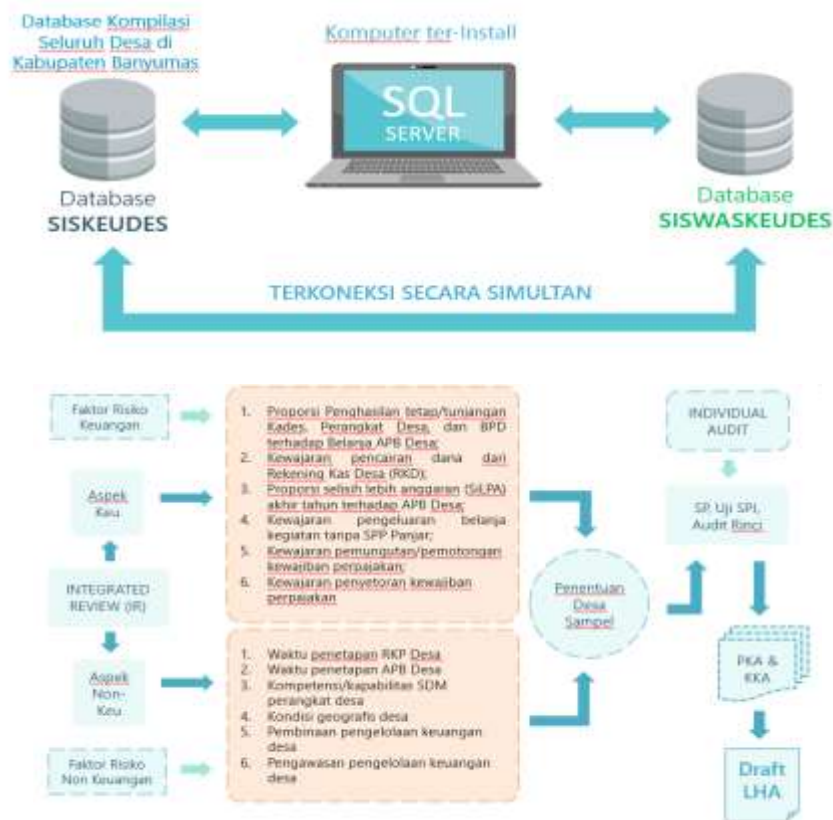 Database Kompilasi
Seluruh Desa di
Kabupaten Banyumas
Komputer ter-Install
SQL
SERVER
Database
SISKEUDES
Database
SISWASKEUDES
TERKONEKSI SECARA SIMULTAN
Faktor Risiko
Keuangan
Aspek
Keu
INTEGRATED
REVIEW (IR)
Aspek
Non-
Keu
Faktor Risiko
Non Keuangan
1. Proporsi Penghasilan tetap/tunjangan
Kades, Perangkat Desa, dan BPD
terhadap Belanja APB Desa;
2. Kewajaran pencairan dana dari
Rekening Kas Desa (RKD);
3. Proporsi selisih lebih anggaran (SiLPA)
akhir tahun terhadap APB Desa;
4. Kewajaran pengeluaran belanja
kegiatan tanpa SPP Panjar;
5. Kewajaran pemungutan/pemotongan
kewajiban perpajakan;
6. Kewajaran penyetoran kewajiban
perpajakan
1. Waktu penetapan RKP Desa
2. Waktu penetapan APB Desa
3. Kompetensi/kapabilitas SDM
perangkat desa
4. Kondisi geografis desa
5. Pembinaan pengelolaan keuangan
desa
6. Pengawasan pengelolaan keuangan
desa
Penentuan
Desa
Sampel
INDIVIDUAL
AUDIT
SP, Uji SPI,
Audit Rinci
PKA &
KKA
Draft
LHA